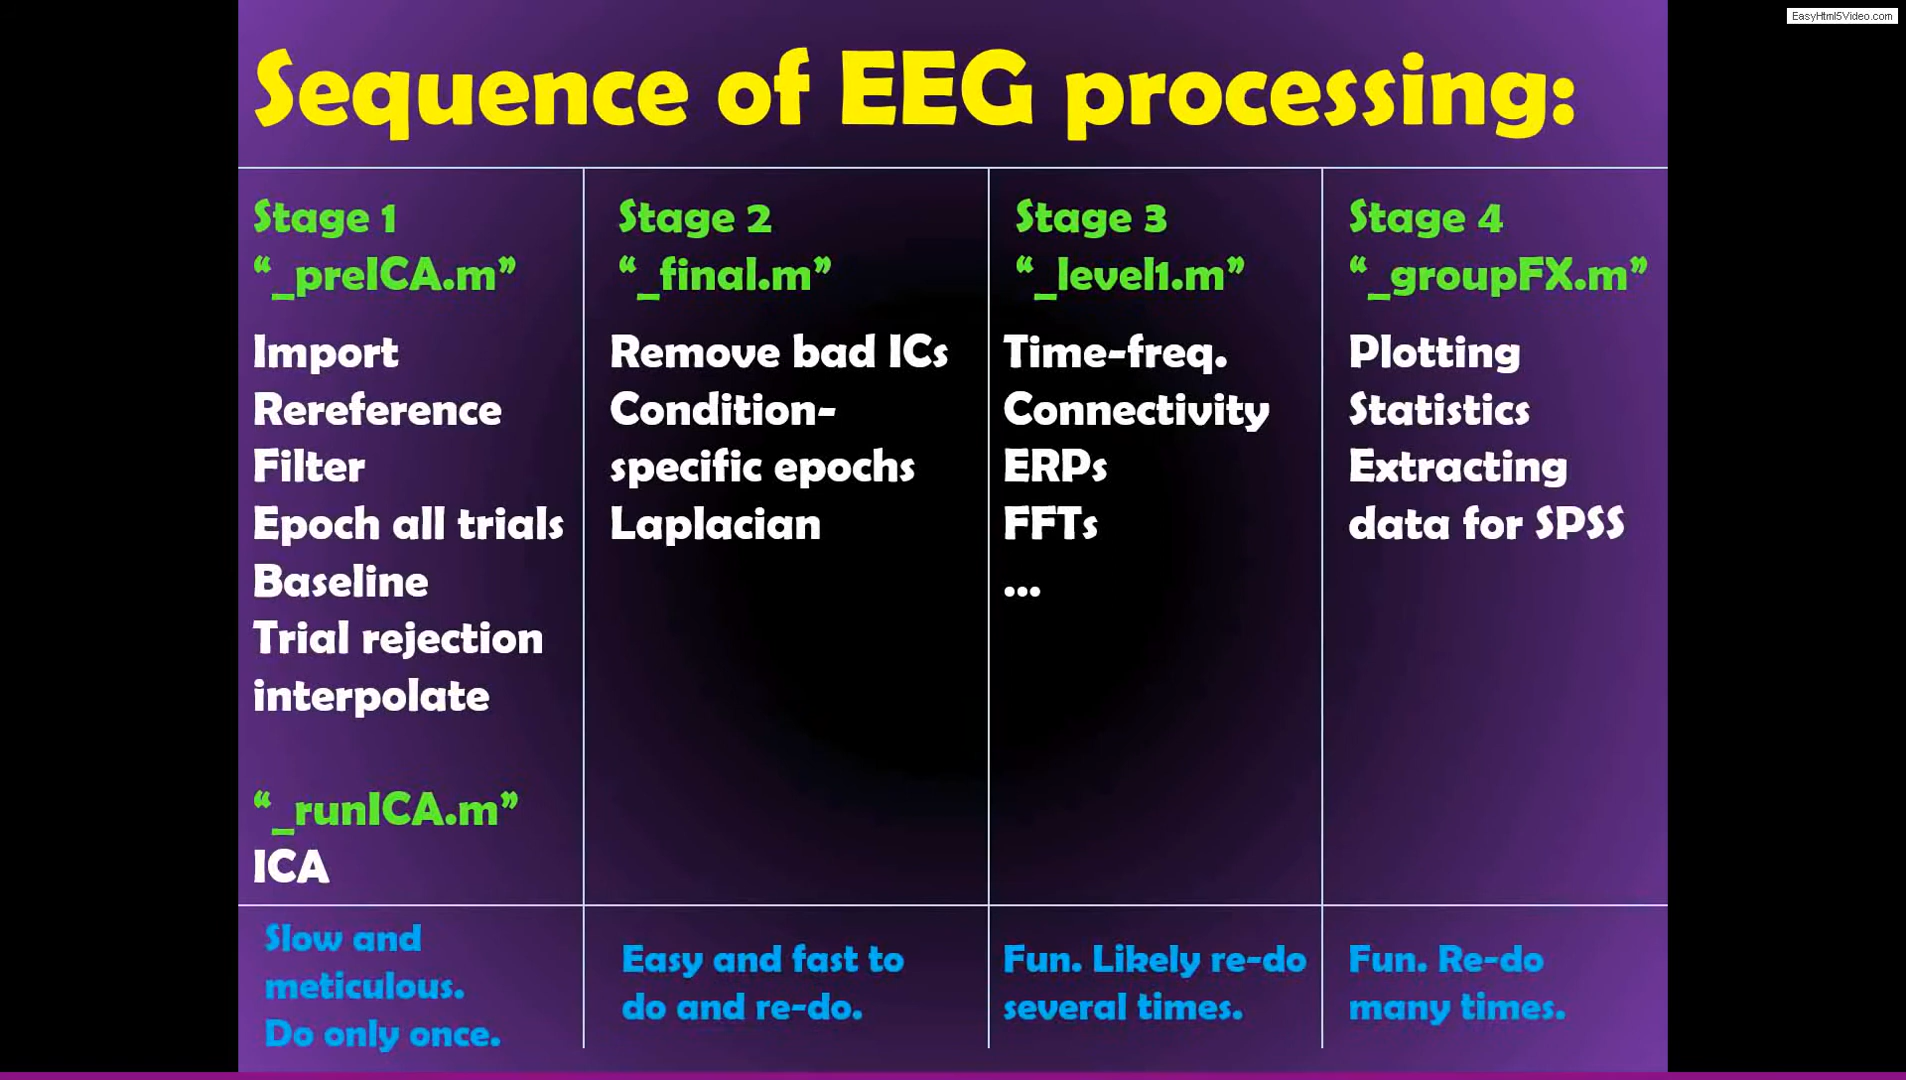 EasyHtml5Video.com
Sequence of EEG processing:
Stage 1
“_preICA.m”
Import
Rereference
Filter
Epoch all trials
Baseline
Trial rejection
interpolate
“_runICA.m”
ICA
Slow and
meticulous.
Do only once.
Stage 2
“_final.m”
Remove bad ICs
Condition-
specific epochs
Laplacian
Easy and fast to
do and re-do.
Stage 3
“_level1.m”
Time-freq.
Connectivity
ERPs
FFTs
...
Fun. Likely re-do
several times.
Stage 4
“_groupFX.m”
Plotting
Statistics
Extracting
data for SPSS
Fun. Re-do
many times.